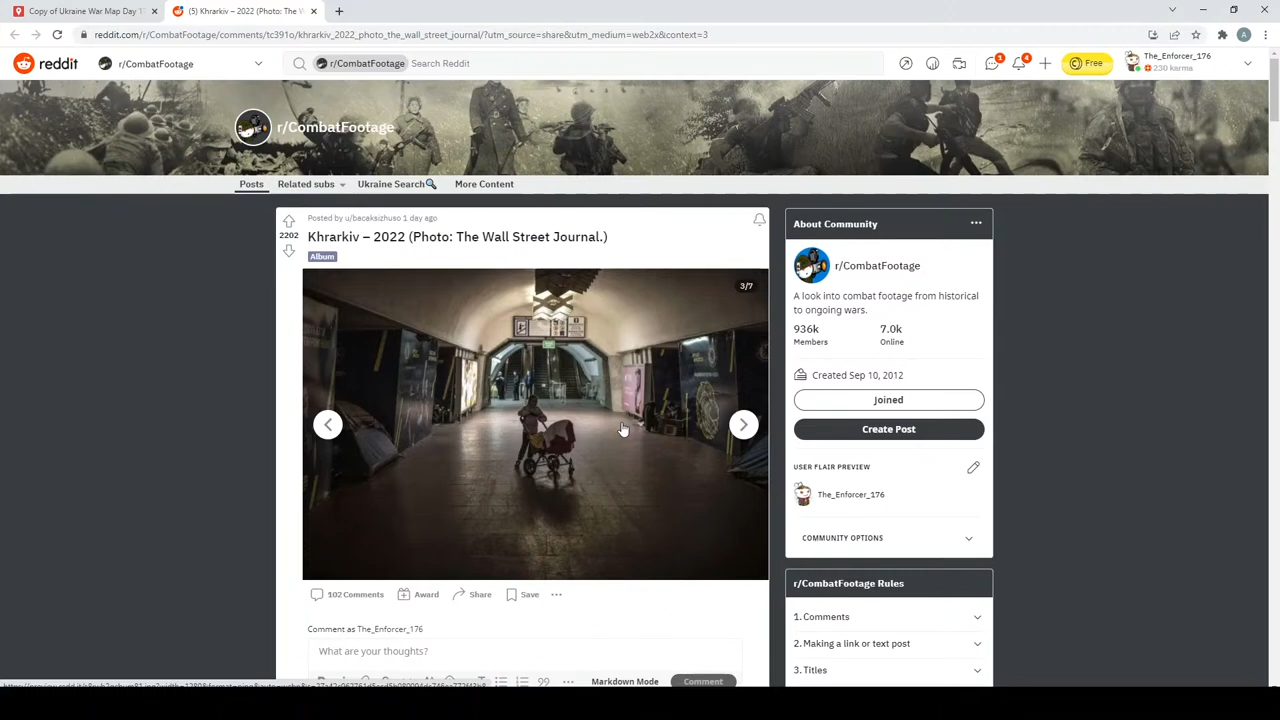 Copy of Ukraine War Map Day 1
(5) Khrarkiv – 2022 (Photo: The W
reddit.com/r/CombatFootage/comments/tc391o/khrarkiv_2022_photo_the_wall_street_journal/?utm_source=share&utm_medium=web2x&context=3
A
reddit
r/CombatFootage
r/CombatFootage
Search Reddit
1
4
Free
The_Enforcer_176
230 karma
r/CombatFootage
Posts
Related subs
Ukraine Search🔍
More Content
Posted by u/bacaksizhuso 1 day ago
2202
Khrarkiv – 2022 (Photo: The Wall Street Journal.)
Album
3/7
102 Comments
Award
Share
Save
Comment as The_Enforcer_176
What are your thoughts?
Markdown Mode
Comment
About Community
r/CombatFootage
A look into combat footage from historical
to ongoing wars.
936k
7.0k
Members
Online
Created Sep 10, 2012
Joined
Create Post
USER FLAIR PREVIEW
The_Enforcer_176
COMMUNITY OPTIONS
r/CombatFootage Rules
1. Comments
2. Making a link or text post
3. Titles